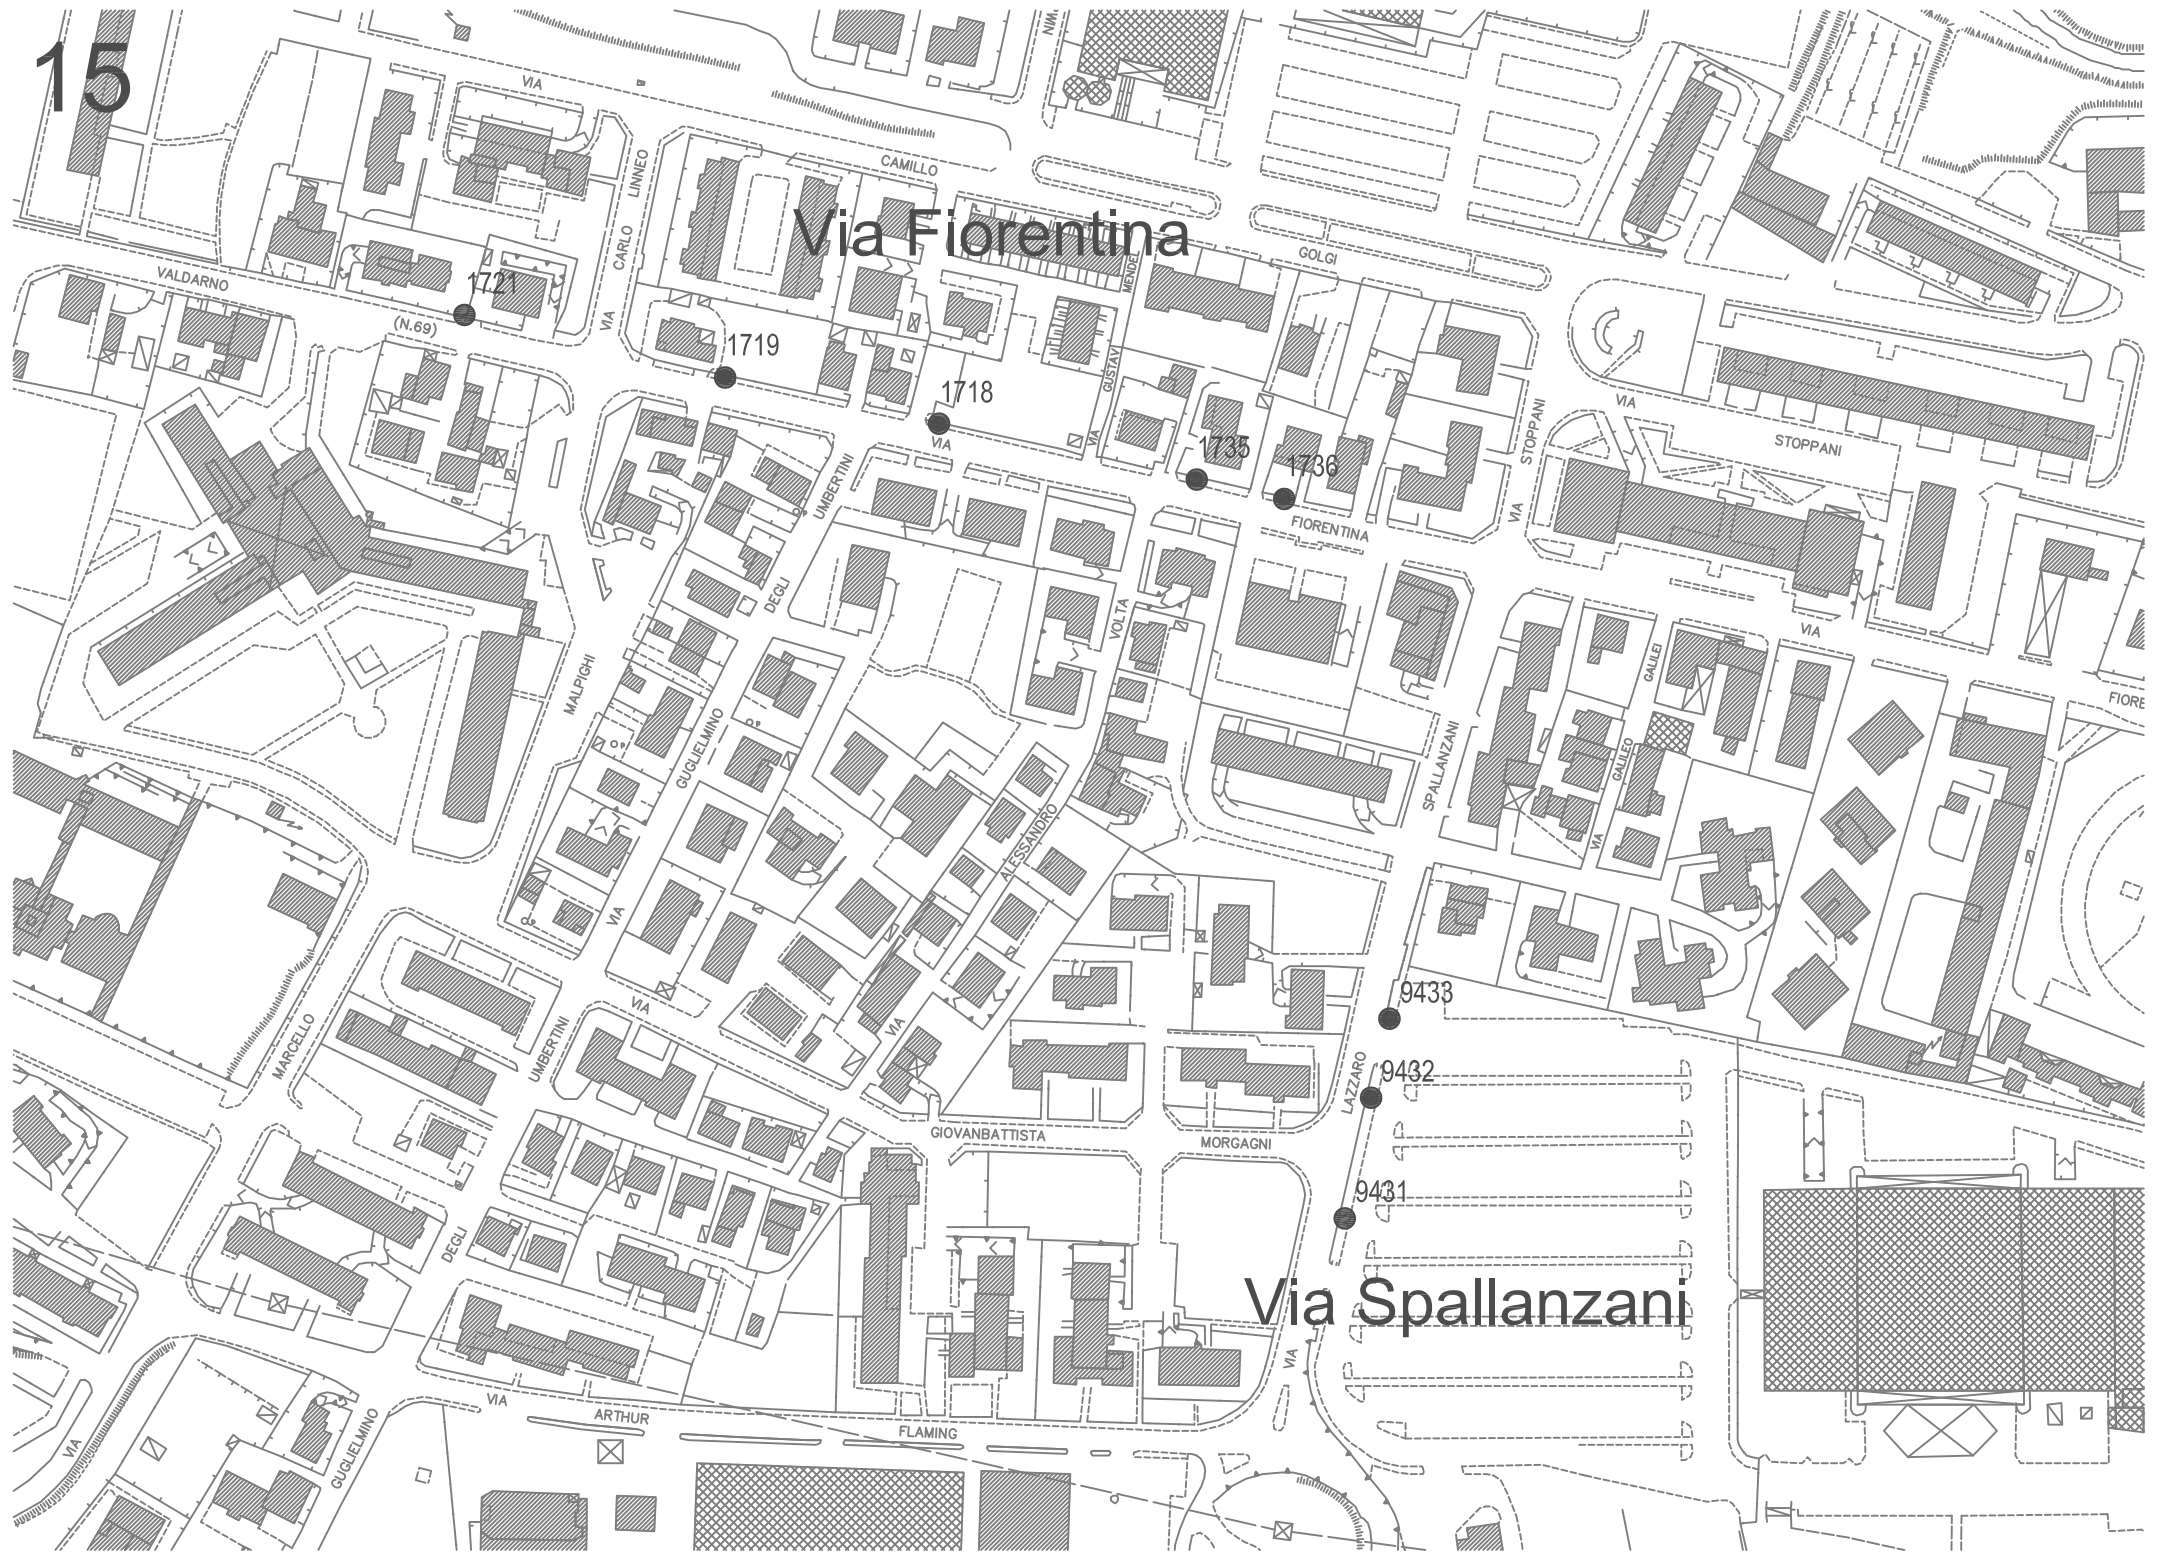 15
VIA
CARLO
LINNEO
VIA
CAMILLO
GOLGI
Via Fiorentina
VALDARNO
(N.69)
1721
1719
1718
1735
1736
VIA
GUSTAV
MENDEL
VIA
STOPPANI
VIA
STOPPANI
VIA
FIORENTINA
VIA
FIORE
UMBERTINI
DEGLI
GUGLIELMINO
VIA
MALPIGHI
MARCELLO
VOLTA
ALESSANDRO
VIA
SPALLANZANI
LAZZARO
VIA
GALILEI
GALILEO
VIA
9433
9432
9431
VIA
GIOVANBATTISTA
MORGAGNI
UMBERTINI
DEGLI
GUGLIELMINO
VIA
Via Spallanzani
VIA
ARTHUR
FLAMING